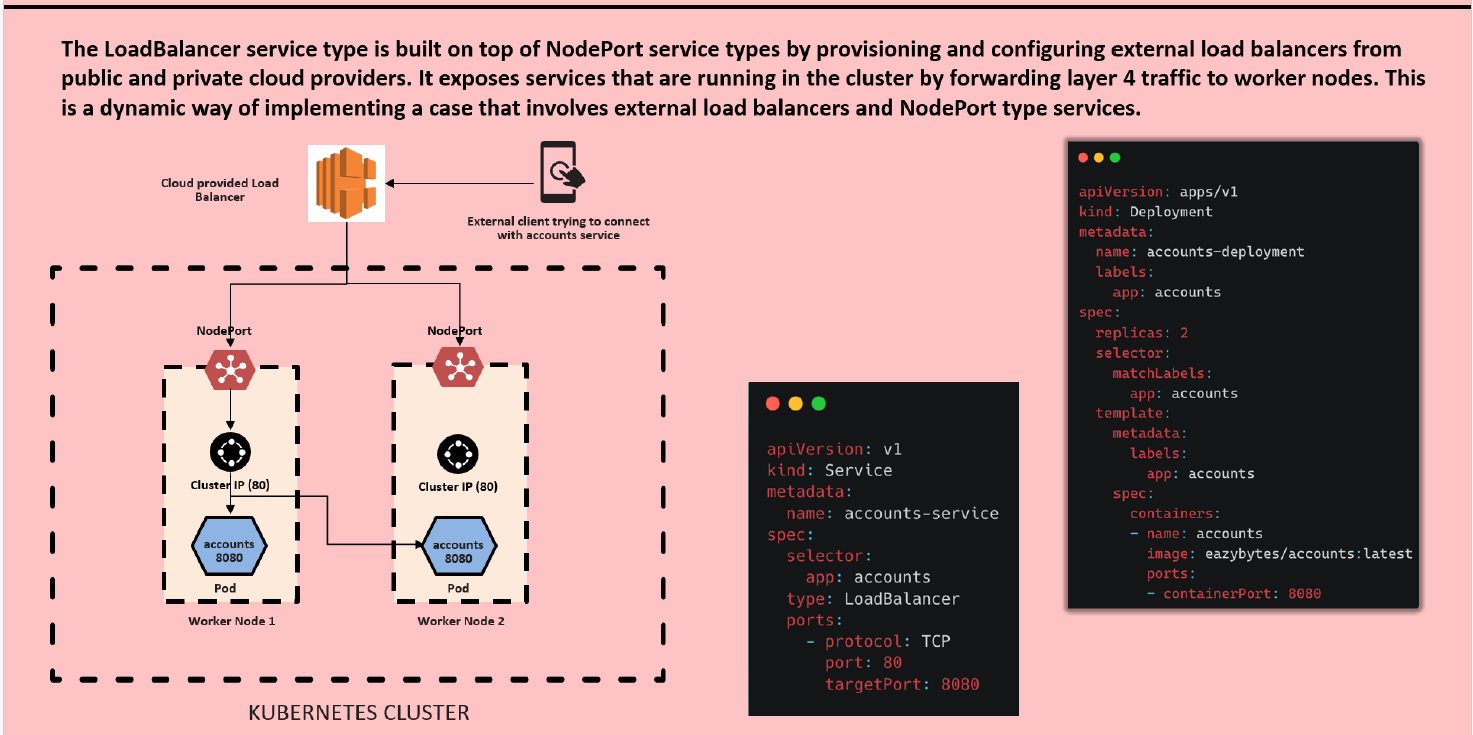 The LoadBalancer service type is built on top of NodePort service types by provisioning and configuring external load balancers from
public and private cloud providers. It exposes services that are running in the cluster by forwarding layer 4 traffic to worker nodes. This
is a dynamic way of implementing a case that involves external load balancers and NodePort type services.
Cloud provided Load
Balancer
External client trying to connect
with accounts service
NodePort
NodePort
Cluster IP (80)
Cluster IP (80)
accounts
8080
accounts
8080
Pod
Pod
Worker Node 1
Worker Node 2
KUBERNETES CLUSTER
apiVersion: v1
kind: Service
metadata:
  name: accounts-service
spec:
  selector:
    app: accounts
  type: LoadBalancer
  ports:
    - protocol: TCP
      port: 80
      targetPort: 8080
apiVersion: apps/v1
kind: Deployment
metadata:
  name: accounts-deployment
  labels:
    app: accounts
spec:
  replicas: 2
  selector:
    matchLabels:
      app: accounts
  template:
    metadata:
      labels:
        app: accounts
    spec:
      containers:
      - name: accounts
        image: eazybytes/accounts:latest
        ports:
        - containerPort: 8080